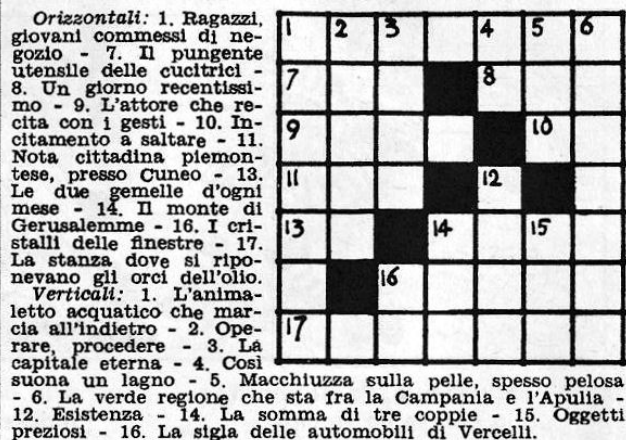 Orizzontali: 1. Ragazzi,
giovani commessi di ne-
gozio - 7. Il pungente
utensile delle cucitrici -
8. Un giorno recentissi-
mo - 9. L'attore che re-
cita con i gesti - 10. In-
citamento a saltare - 11.
Nota cittadina piemon-
tese, presso Cuneo - 13.
Le due gemelle d'ogni
mese - 14. Il monte di
Gerusalemme - 16. I cri-
stalli delle finestre - 17.
La stanza dove si ripo-
nevano gli orci dell'olio.
Verticali: 1. L'anima-
letto acquatico che mar-
cia all'indietro - 2. Ope-
rare, procedere - 3. La
capitale eterna - 4. Così
suona un lagno - 5. Macchiuzza sulla pelle, spesso pelosa
- 6. La verde regione che sta fra la Campania e l'Apulia -
12. Esistenza - 14. La somma di tre coppie - 15. Oggetti
preziosi - 16. La sigla delle automobili di Vercelli.
1 2 3 4 5 6
7 8
9 10
11 12
13 14 15
16
17